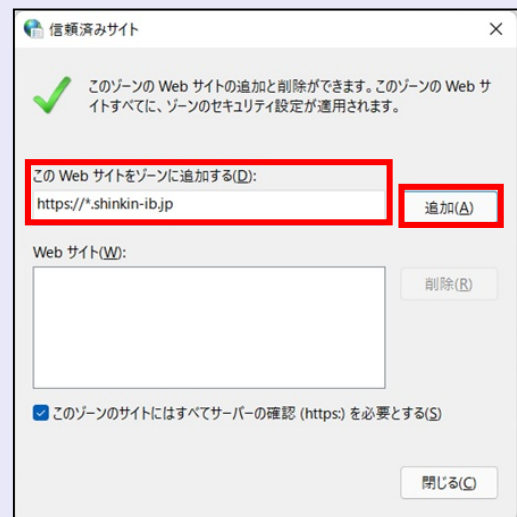 信頼済みサイト
このゾーンの Web サイトの追加と削除ができます。このゾーンの Web サ
イトすべてに、ゾーンのセキュリティ設定が適用されます。
この Web サイトをゾーンに追加する(D):
https://*.shinkin-ib.jp
追加(A)
Web サイト(W):
削除(R)
このゾーンのサイトにはすべてサーバーの確認 (https:) を必要とする(S)
閉じる(C)